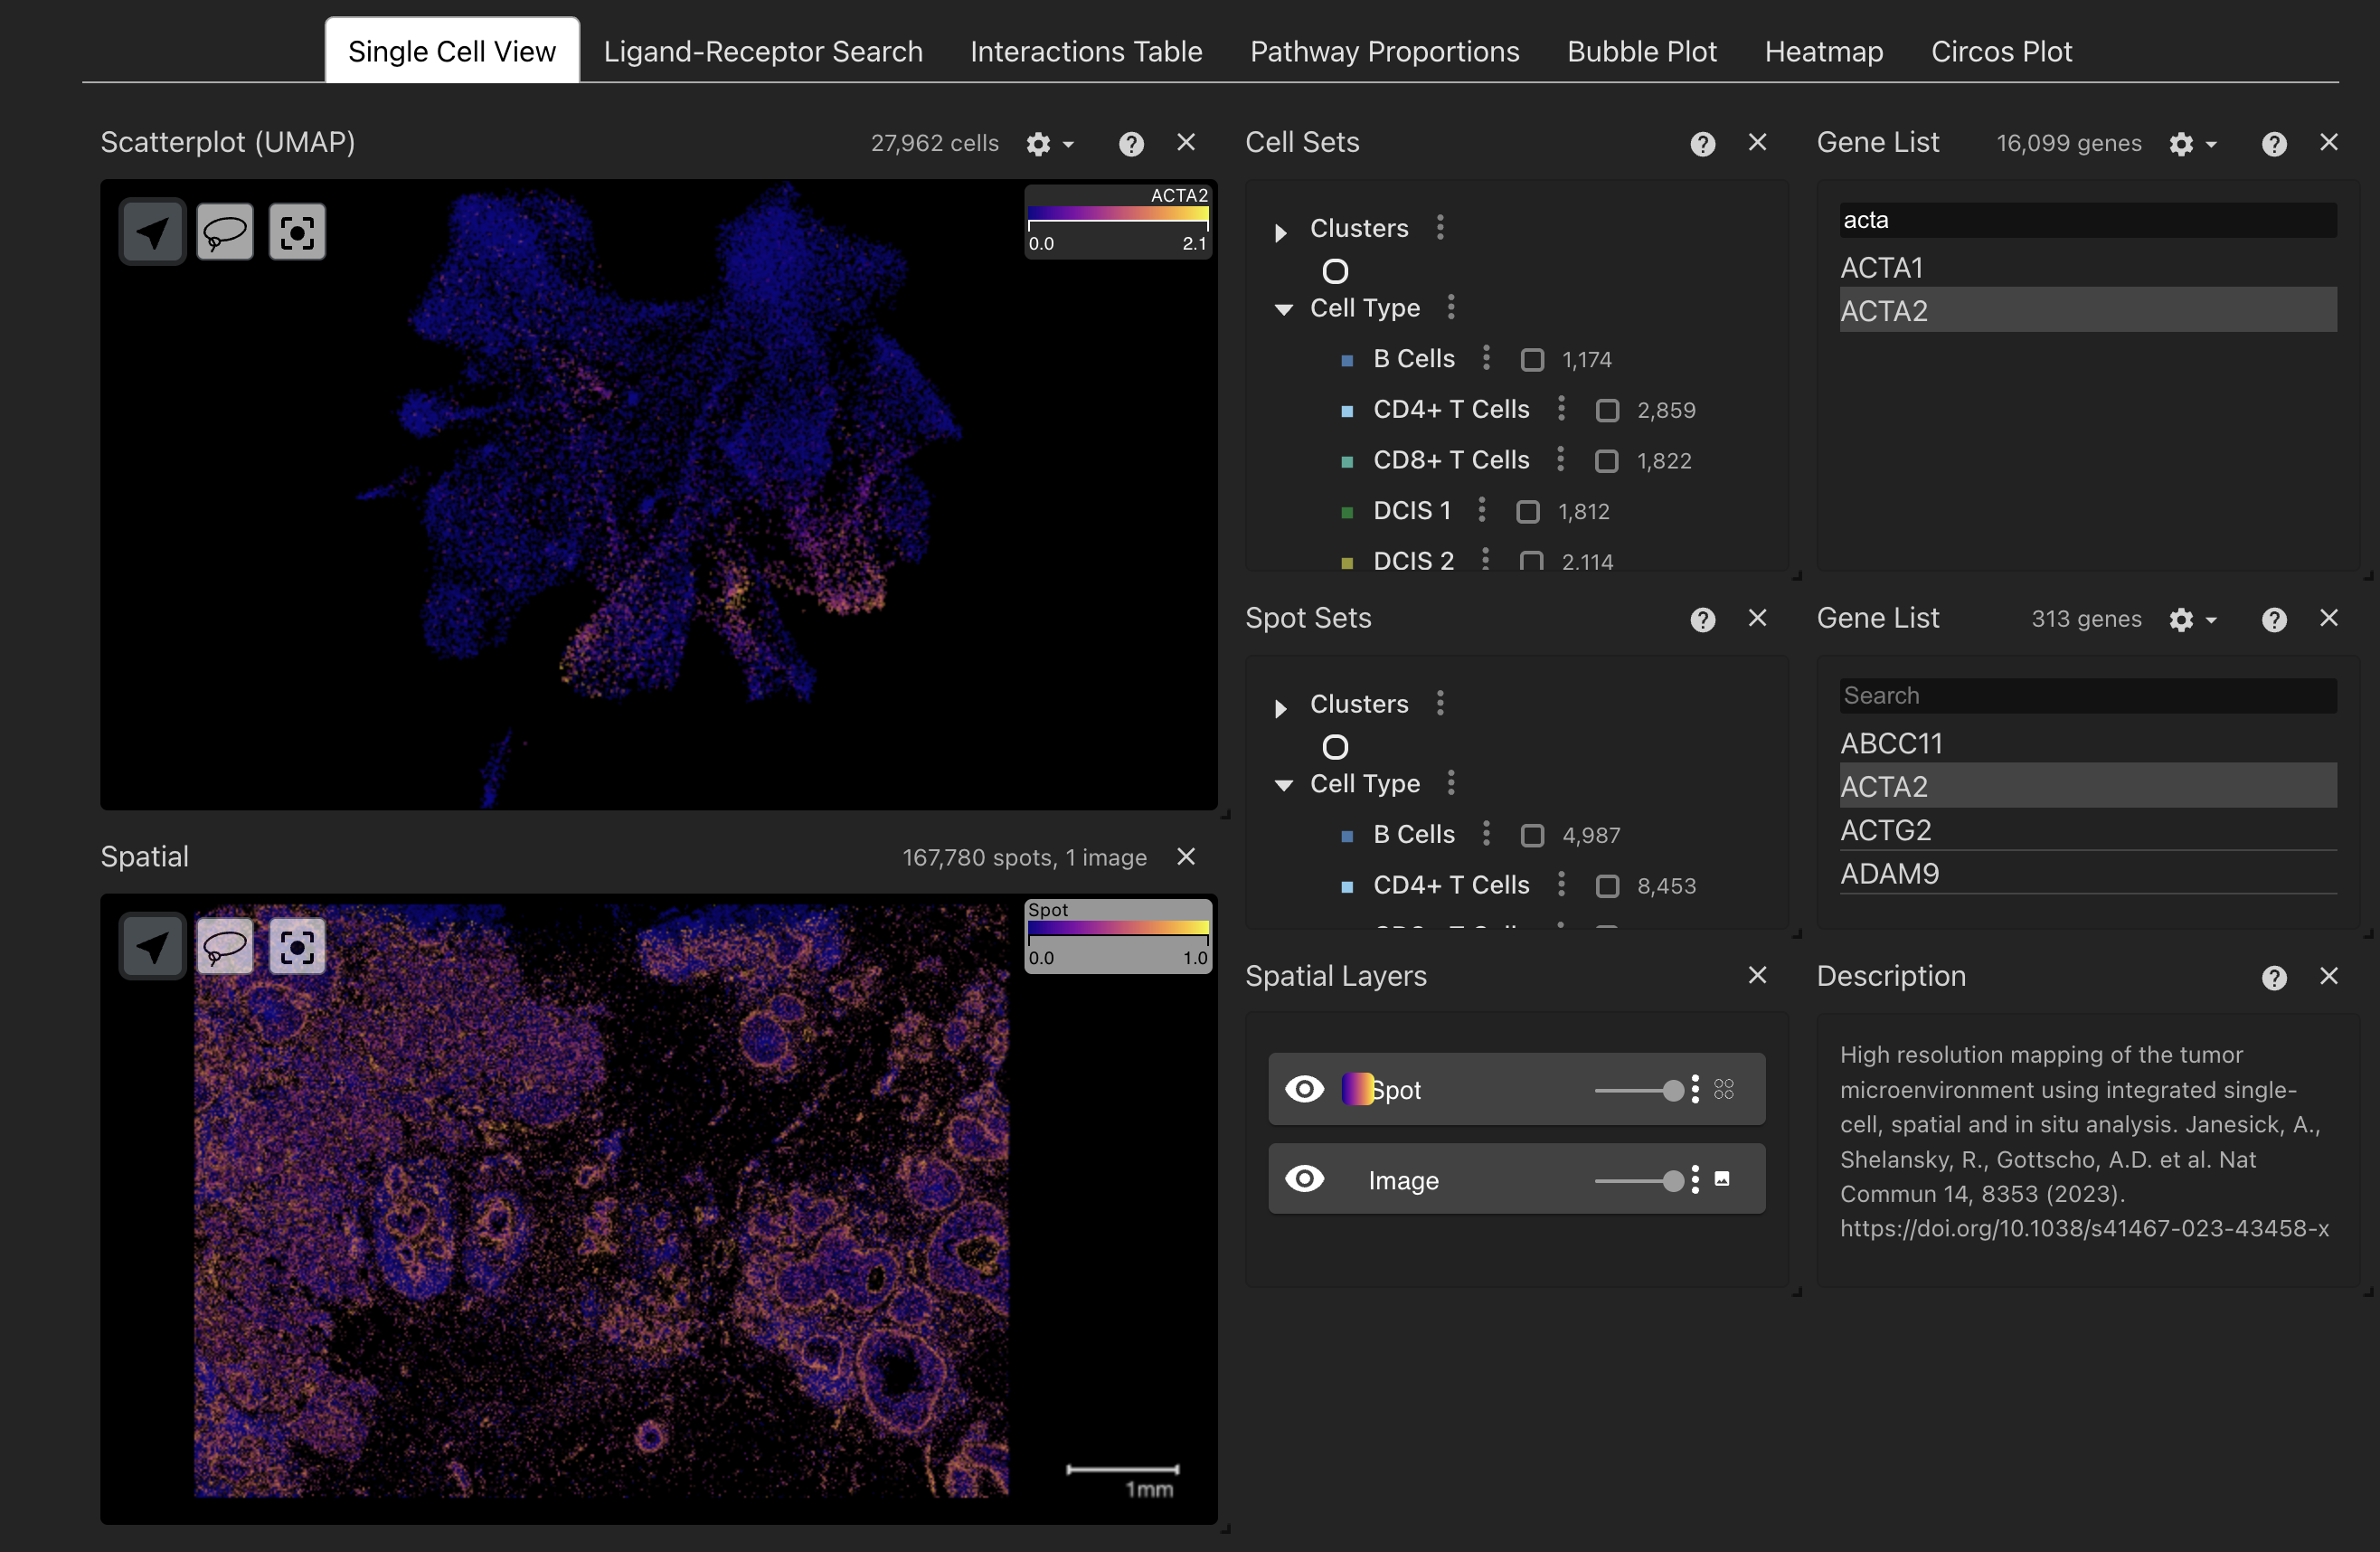 Single Cell View Ligand-Receptor Search Interactions Table Pathway Proportions Bubble Plot Heatmap Circos Plot
Scatterplot (UMAP) 27,962 cells
ACTA2
0.0 2.1
Cell Sets
Clusters
Cell Type
B Cells 1,174
CD4+ T Cells 2,859
CD8+ T Cells 1,822
DCIS 1 1,812
DCIS 2 2,114
Gene List 16,099 genes
acta
ACTA1
ACTA2
Spot Sets
Clusters
Cell Type
B Cells 4,987
CD4+ T Cells 8,453
Gene List 313 genes
Search
ABCC11
ACTA2
ACTG2
ADAM9
Spatial 167,780 spots, 1 image
Spot
0.0 1.0
1mm
Spatial Layers
Spot
Image
Description
High resolution mapping of the tumor
microenvironment using integrated single-
cell, spatial and in situ analysis. Janesick, A.,
Shelansky, R., Gottscho, A.D. et al. Nat
Commun 14, 8353 (2023).
https://doi.org/10.1038/s41467-023-43458-x